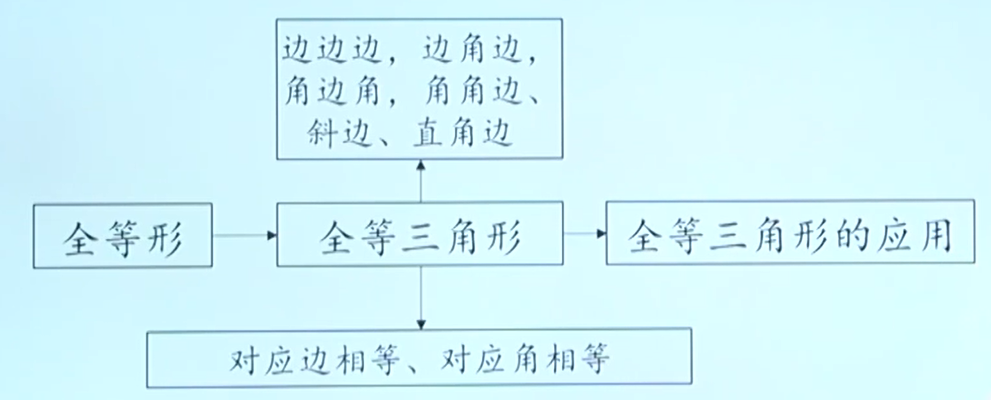 边边边，边角边，
角边角，角角边、
斜边、直角边
全等形
全等三角形
全等三角形的应用
对应边相等、对应角相等